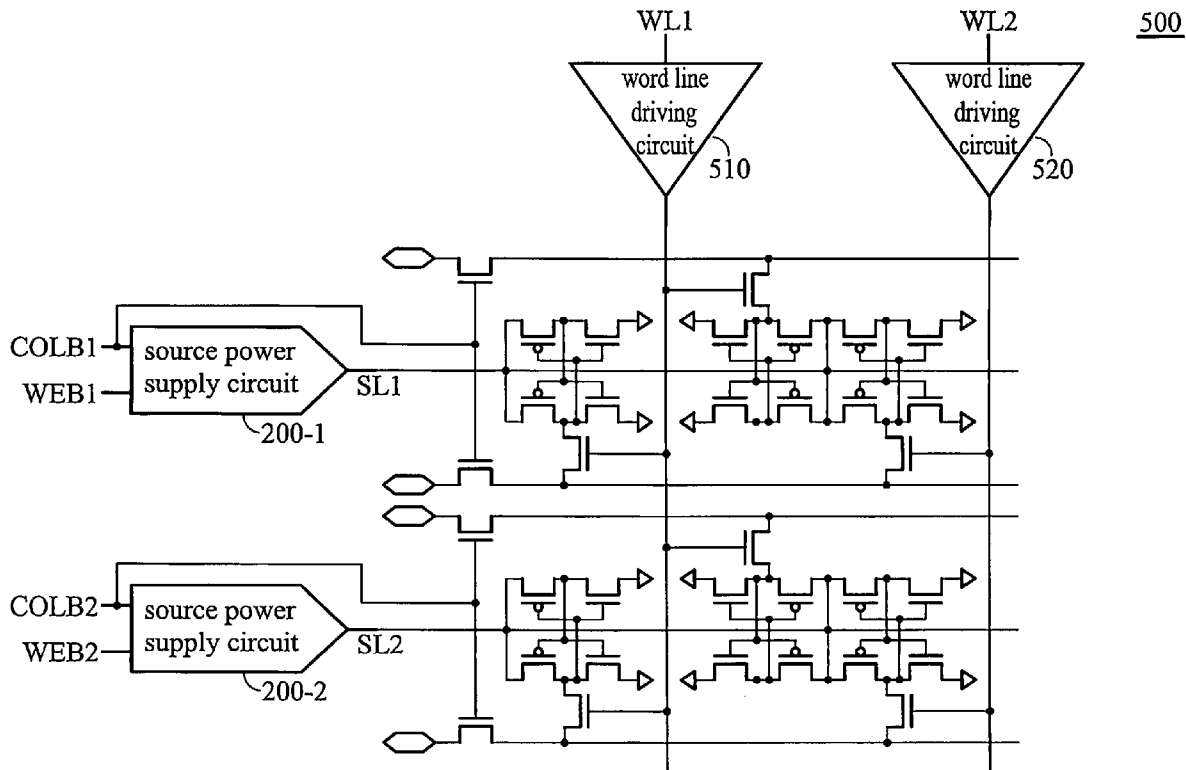 WL1
WL2
500
word line
driving
circuit
510
word line
driving
circuit
520
COLB1
WEB1
source power
supply circuit
SL1
200-1
COLB2
WEB2
source power
supply circuit
SL2
200-2